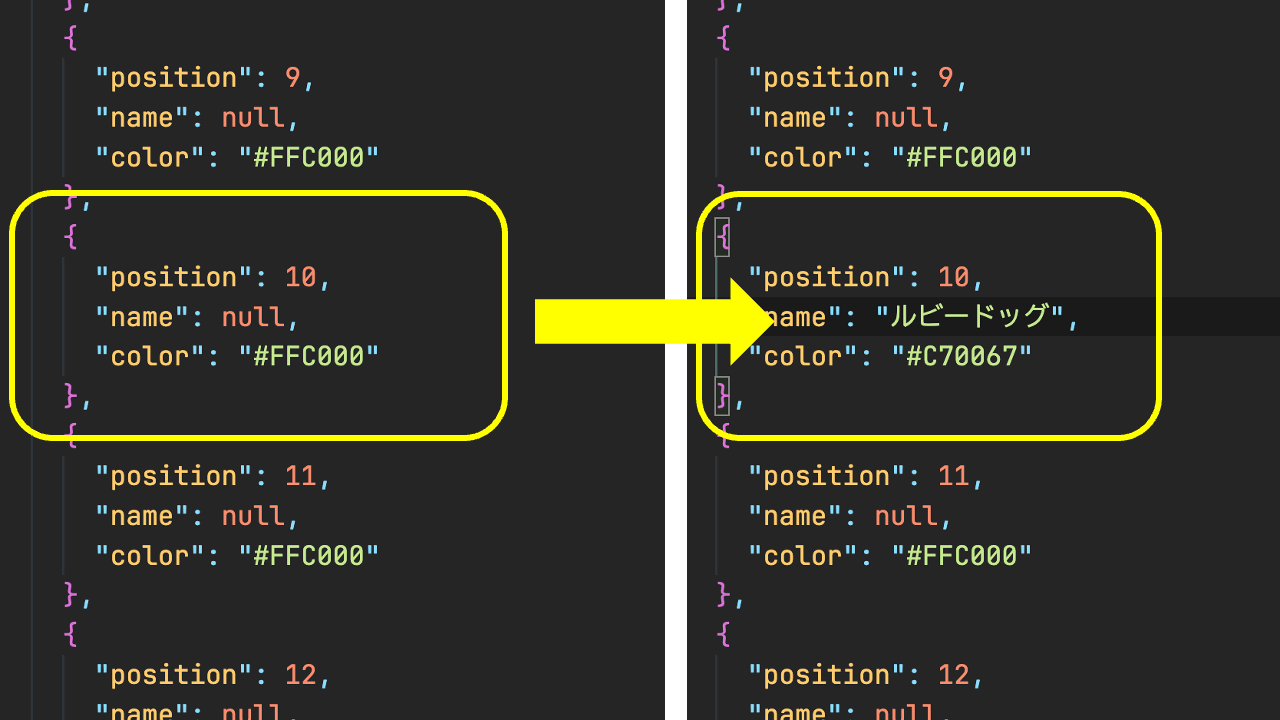 },
{
"position": 9,
"name": null,
"color": "#FFC000"
},
{
"position": 10,
"name": null,
"color": "#FFC000"
},
{
"position": 11,
"name": null,
"color": "#FFC000"
},
{
"position": 12,
"name": null,
},
{
"position": 9,
"name": null,
"color": "#FFC000"
},
{
"position": 10,
"name": "ルビードッグ",
"color": "#C70067"
},
{
"position": 11,
"name": null,
"color": "#FFC000"
},
{
"position": 12,
"name": null,